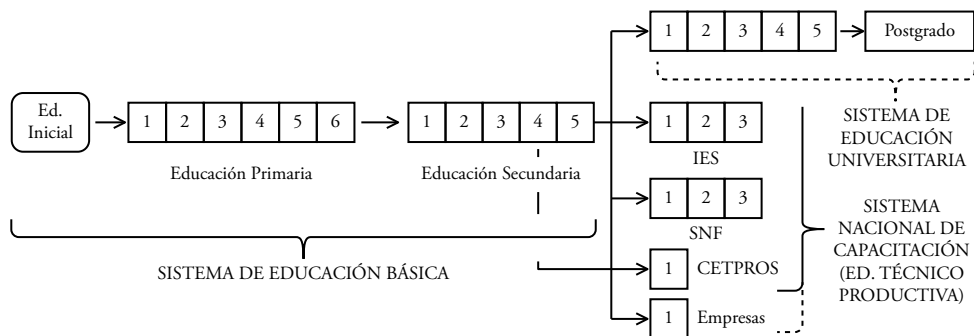 1 2 3 4 5
Postgrado
Ed.
Inicial
1 2 3 4 5 6
1 2 3 4 5
Educación Primaria
Educación Secundaria
SISTEMA DE EDUCACIÓN BÁSICA
1 2 3
IES
1 2 3
SNF
1 CETPROS
1 Empresas
SISTEMA DE
EDUCACIÓN
UNIVERSITARIA
SISTEMA
NACIONAL DE
CAPACITACIÓN
(ED. TÉCNICO
PRODUCTIVA)